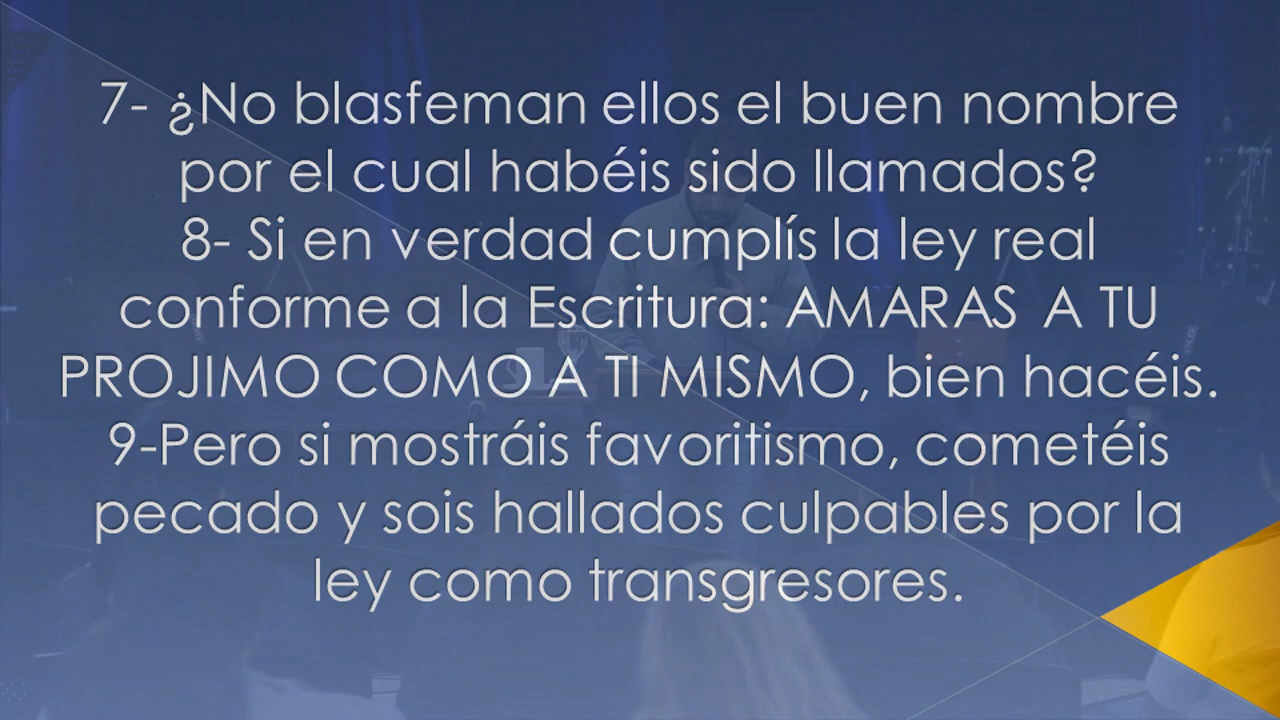 7- ¿No blasfeman ellos el buen nombre
por el cual habéis sido llamados?
8- Si en verdad cumplís la ley real
conforme a la Escritura: AMARAS A TU
PROJIMO COMO A TI MISMO, bien hacéis.
9-Pero si mostráis favoritismo, cometéis
pecado y sois hallados culpables por la
ley como transgresores.